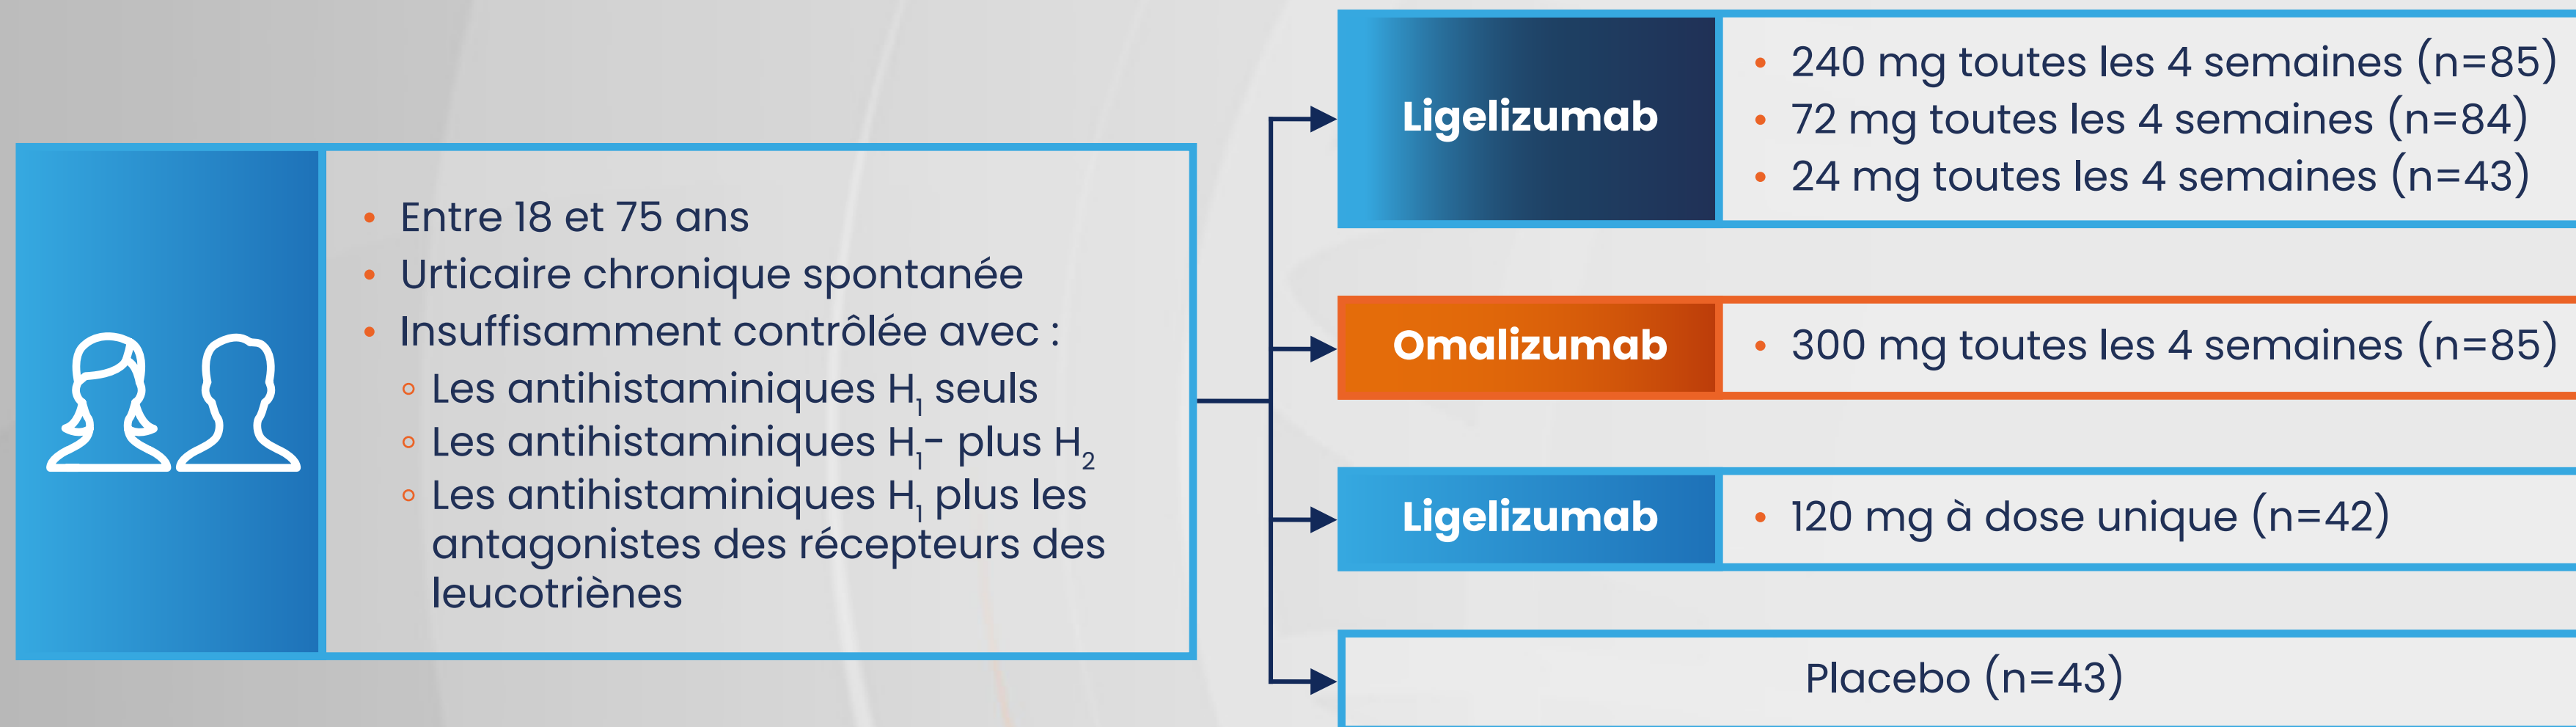 • Entre 18 et 75 ans
• Urticaire chronique spontanée
• Insuffisamment contrôlée avec :
◦ Les antihistaminiques H₁ seuls
◦ Les antihistaminiques H₁- plus H₂
◦ Les antihistaminiques H₁ plus les
antagonistes des récepteurs des
leucotriènes
Ligelizumab
• 240 mg toutes les 4 semaines (n=85)
• 72 mg toutes les 4 semaines (n=84)
• 24 mg toutes les 4 semaines (n=43)
Omalizumab
• 300 mg toutes les 4 semaines (n=85)
Ligelizumab
• 120 mg à dose unique (n=42)
Placebo (n=43)